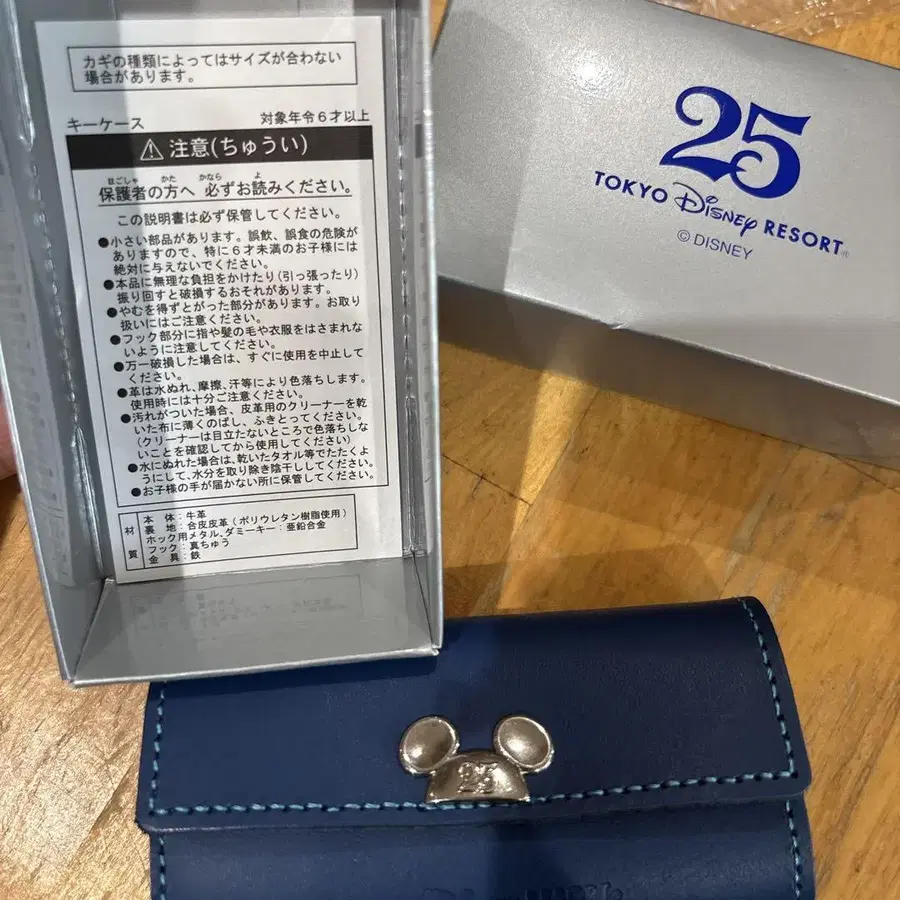 カギの種類によってはサイズが合わない
場合があります。
キーケース 対象年令6才以上
⚠ 注意(ちゅうい)
ほごしゃ かた かなら よ
保護者の方へ 必ずお読みください。
この説明書は必ず保管してください。
●小さい部品があります。誤飲、誤食の危険が
ありますので、特に6才未満のお子様には
絶対に与えないでください。
●本品に無理な負担をかけたり(引っ張ったり)
振り回すと破損するおそれがあります。
●やむを得ずとがった部分があります。お取り
扱いにはご注意ください。
●フック部分に指や髪の毛や衣服をはさまれな
いように注意してください。
●万一破損した場合は、すぐに使用を中止して
ください。
●革は水ぬれ、摩擦、汗等により色落ちします。
使用時には十分ご注意ください。
●汚れがついた場合、皮革用のクリーナーを乾
いた布に薄くのばし、ふきとってください。
(クリーナーは目立たないところで色落ちしな
いことを確認してから使用してください)
●水にぬれた場合は、乾いたタオル等でたたくよ
うにして、水分を取り除き陰干ししてください。
●お子様の手が届かない所に保管してください。
材質
本体:牛革
裏地:合皮皮革(ポリウレタン樹脂使用)
ホック用メタル、ダミーキー:亜鉛合金
フック:真ちゅう
金具:鉄
25
TOKYO Disney RESORT®
© DISNEY
25